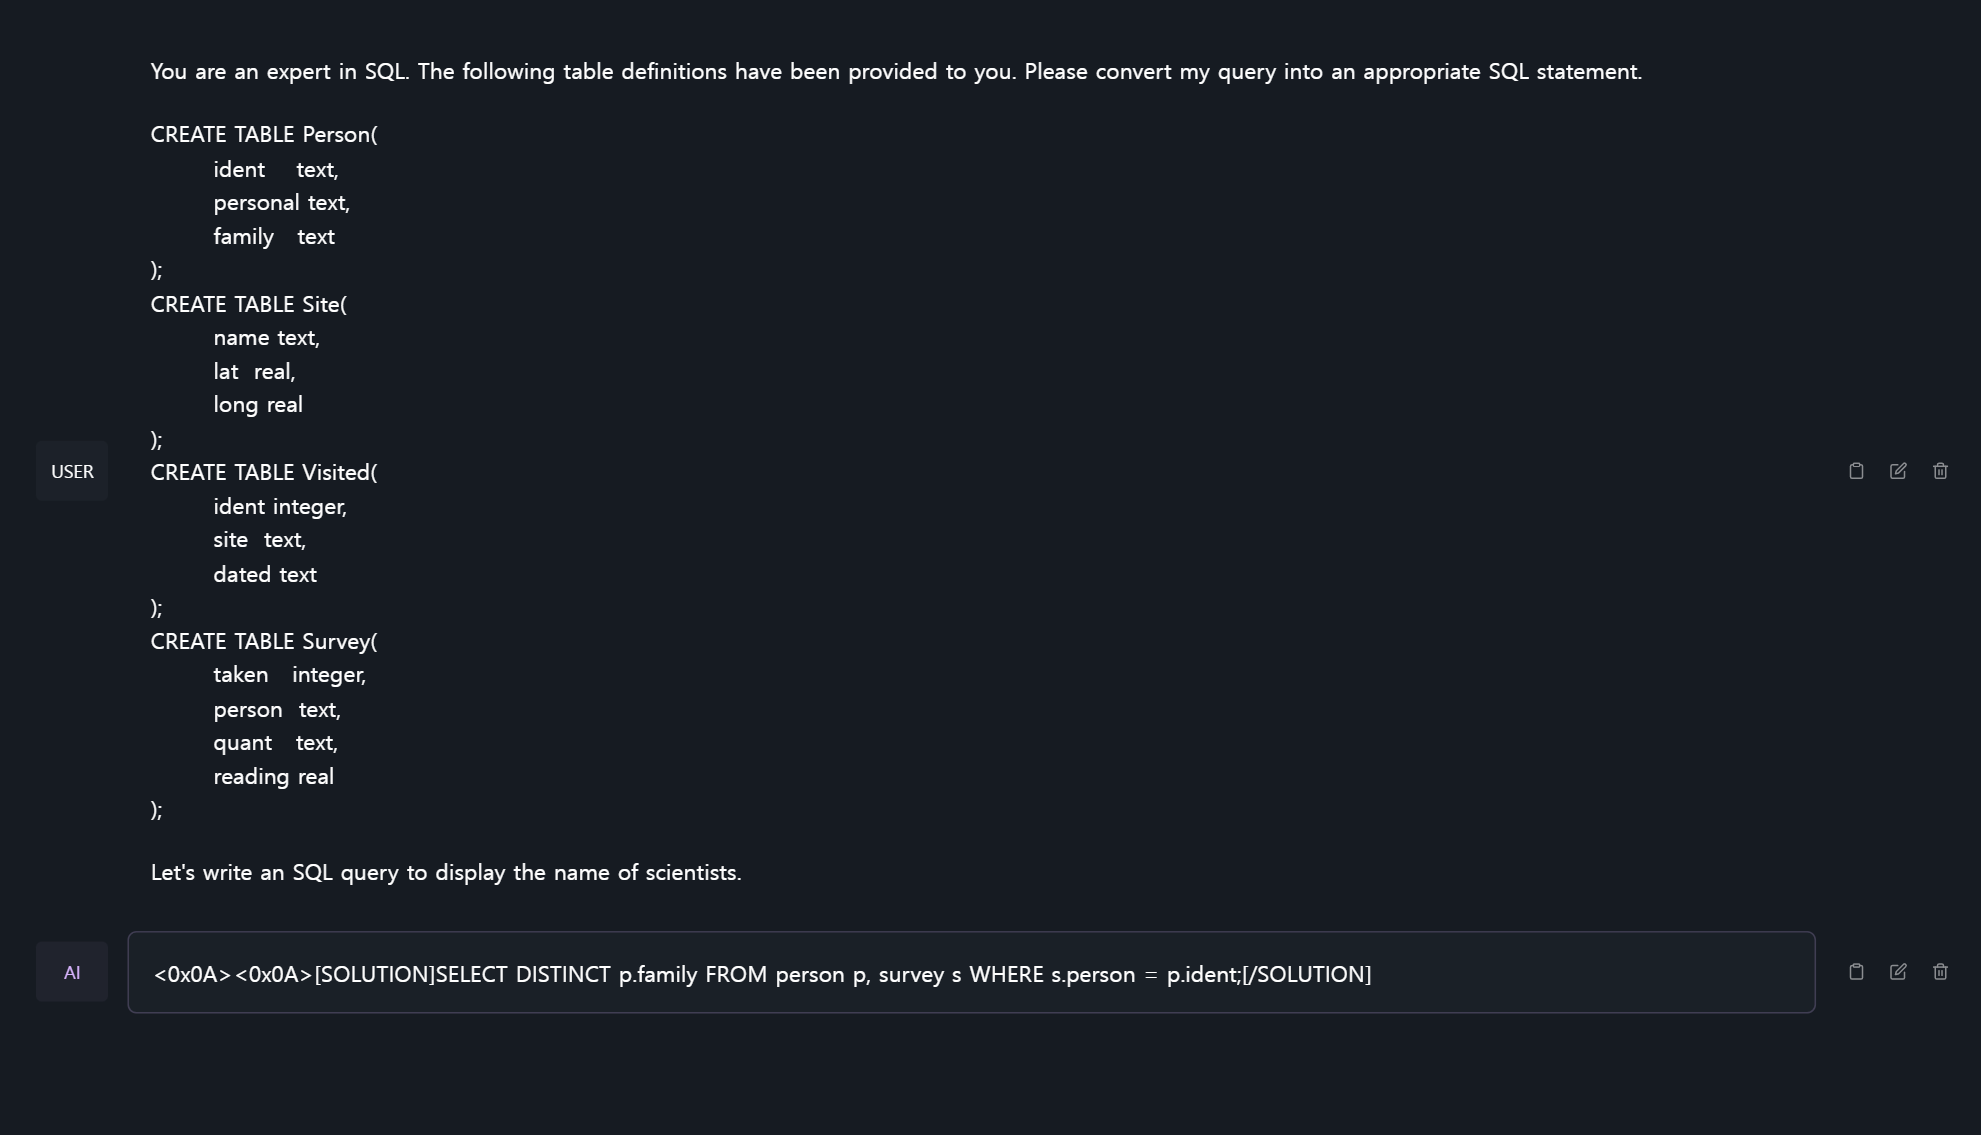 You are an expert in SQL. The following table definitions have been provided to you. Please convert my query into an appropriate SQL statement.
CREATE TABLE Person(
ident text,
personal text,
family text
);
CREATE TABLE Site(
name text,
lat real,
long real
);
USER
CREATE TABLE Visited(
ident integer,
site text,
dated text
);
CREATE TABLE Survey(
taken integer,
person text,
quant text,
reading real
);
Let's write an SQL query to display the name of scientists.
AI
<0x0A><0x0A>[SOLUTION]SELECT DISTINCT p.family FROM person p, survey s WHERE s.person = p.ident;[/SOLUTION]